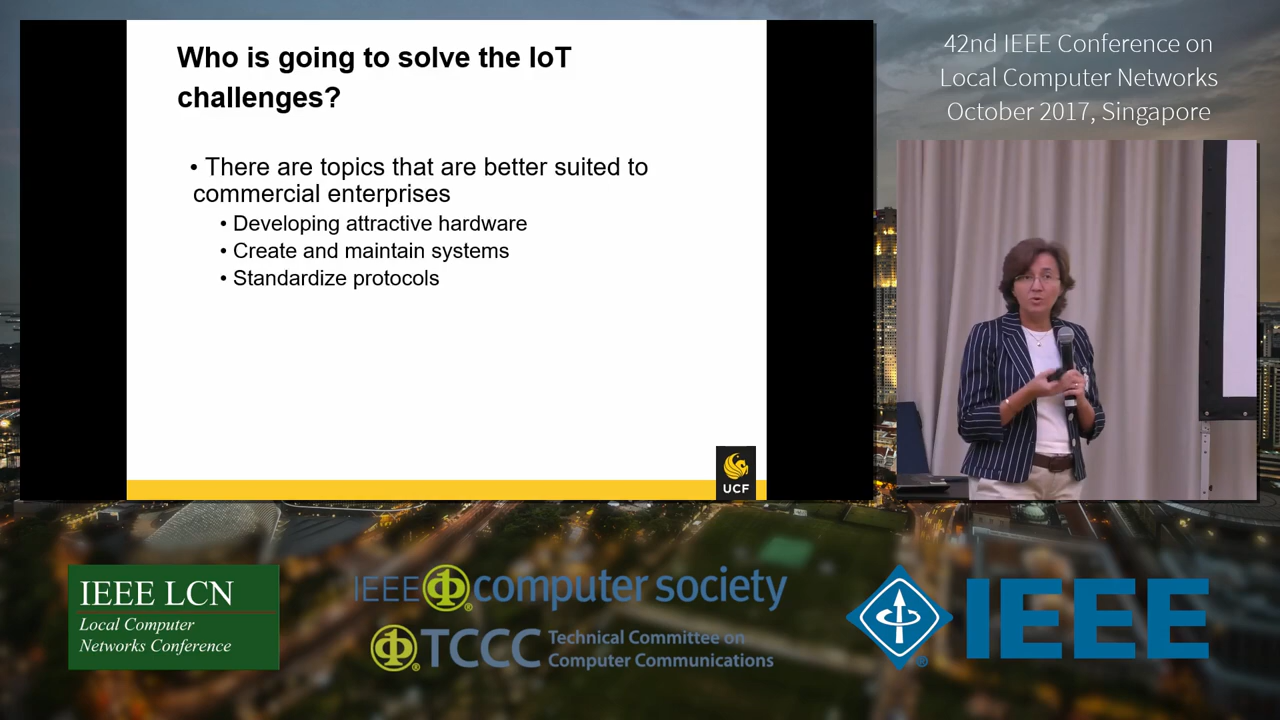 Who is going to solve the IoT
challenges?
• There are topics that are better suited to
commercial enterprises
• Developing attractive hardware
• Create and maintain systems
• Standardize protocols
UCF
42nd IEEE Conference on
Local Computer Networks
October 2017, Singapore
IEEE LCN
Local Computer
Networks Conference
IEEE computer society
TCCC Technical Committee on
Computer Communications
IEEE